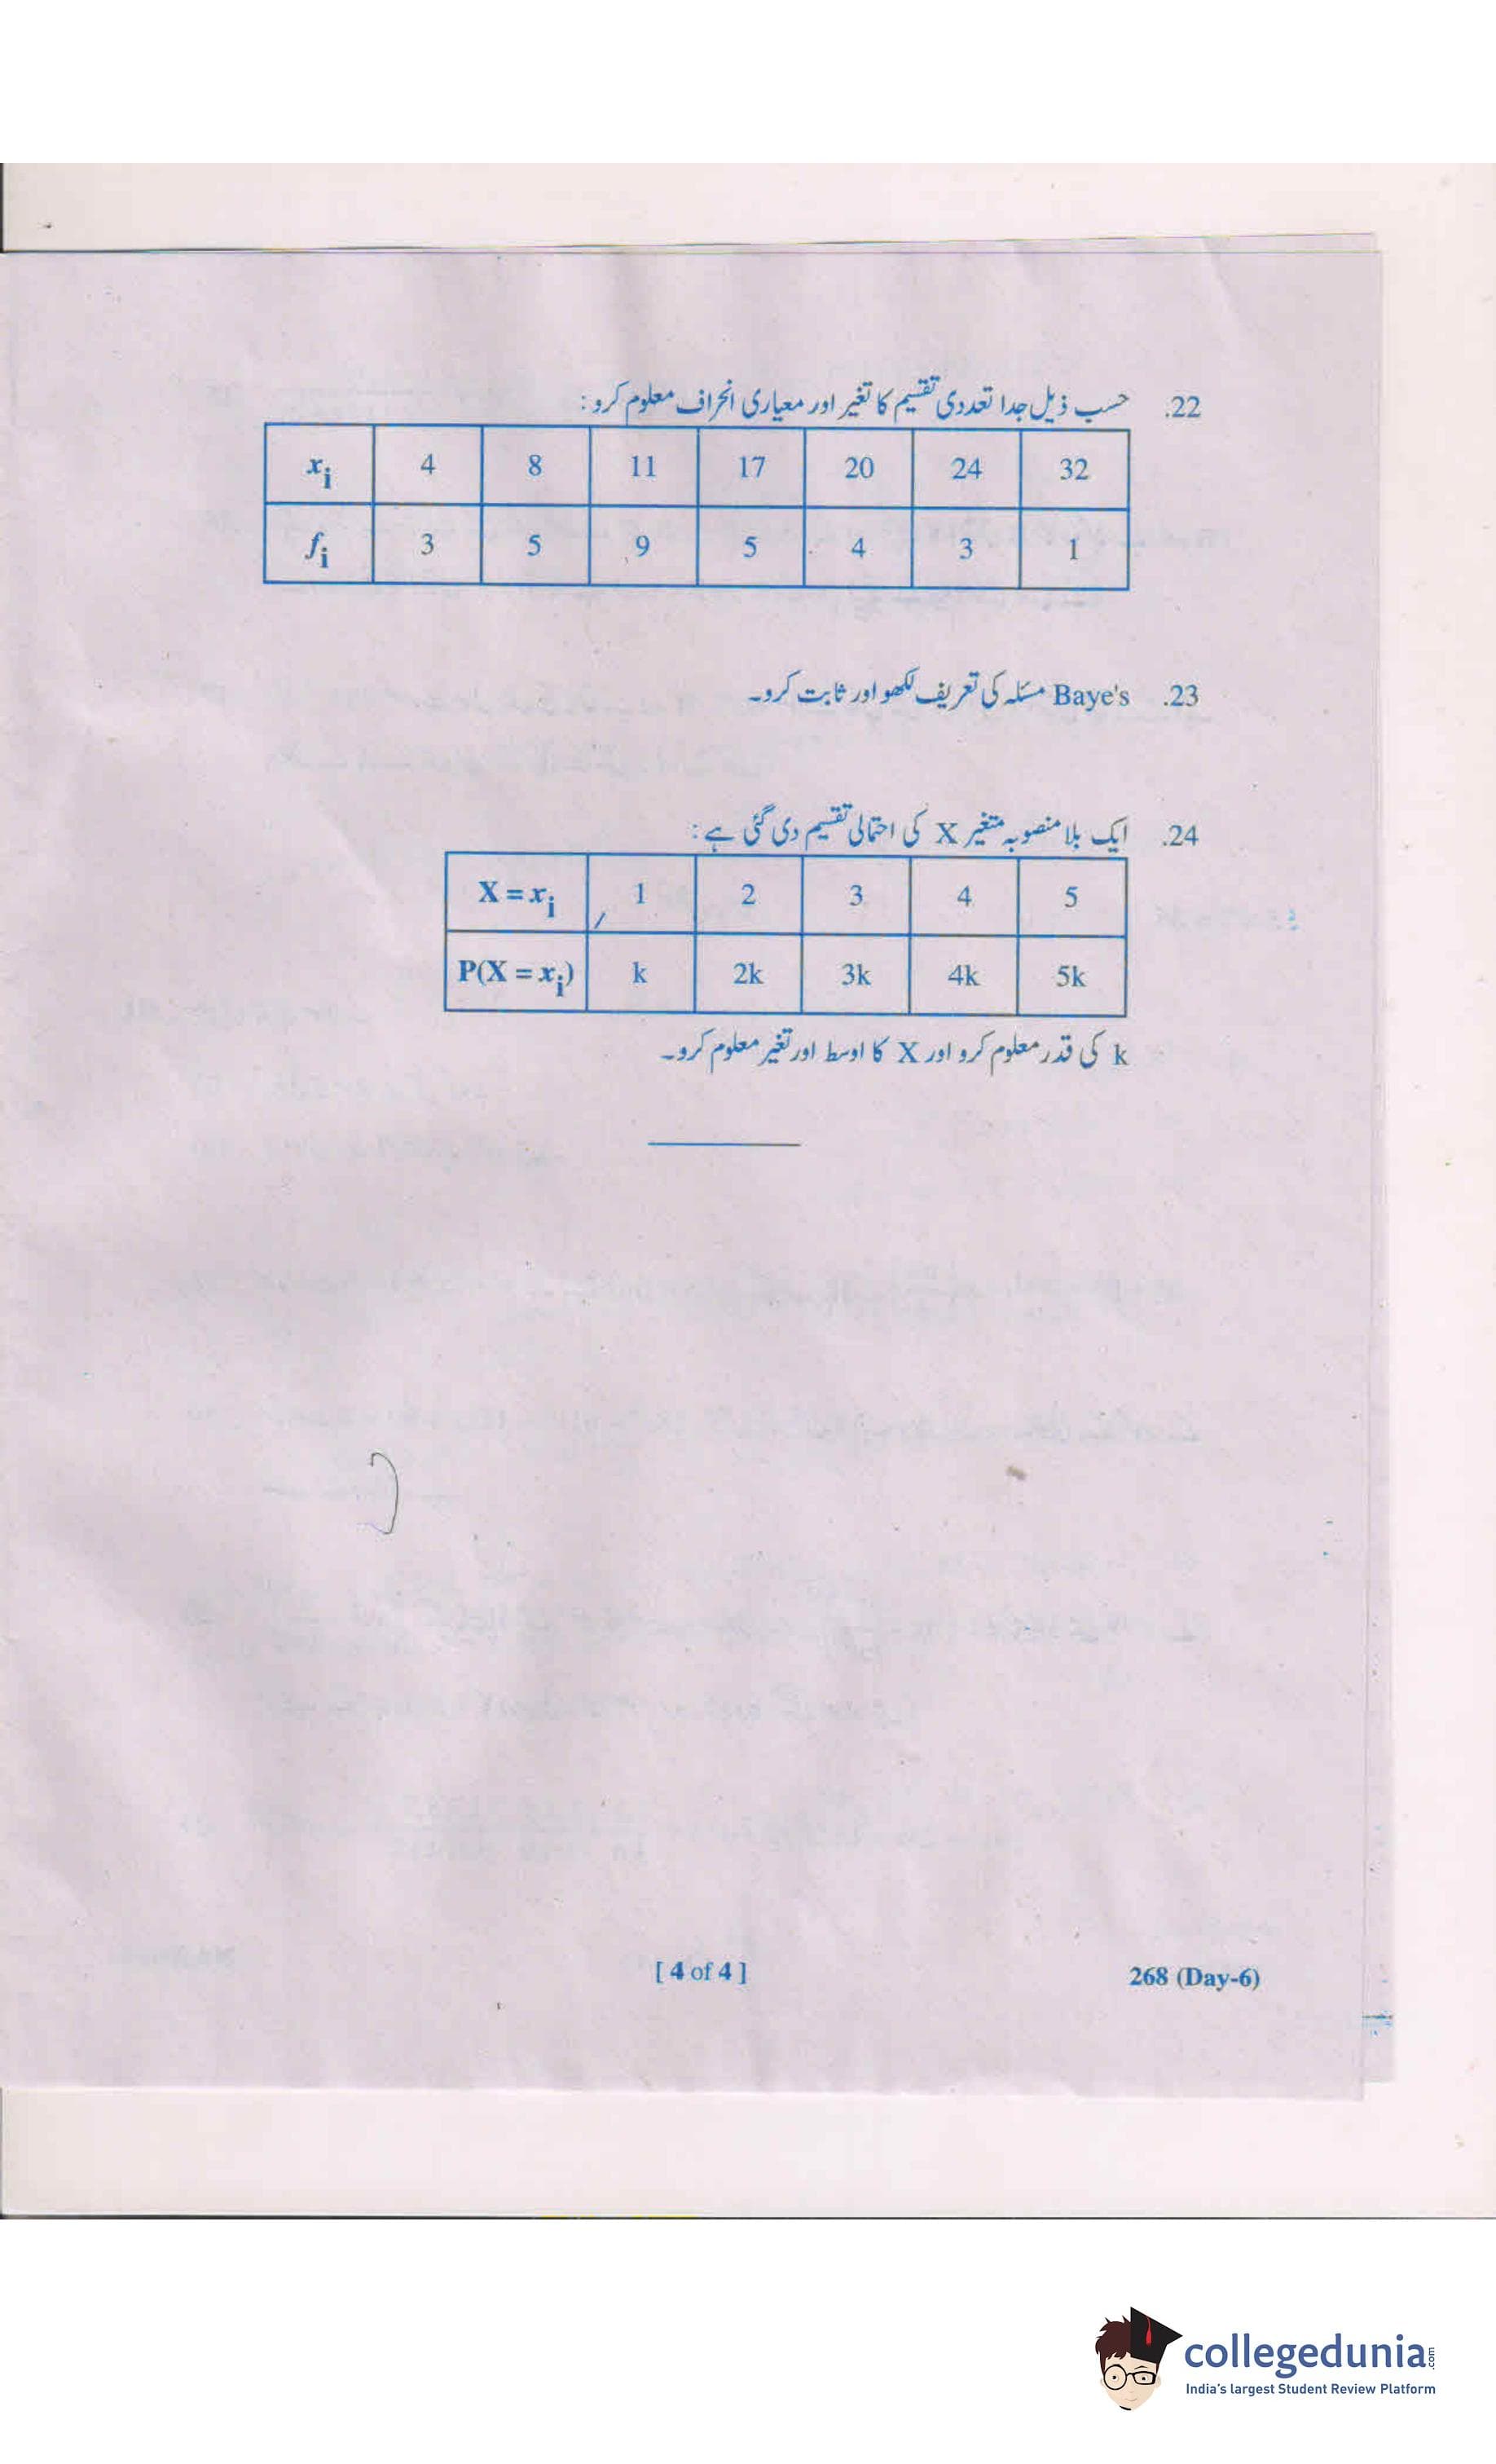 22. حسب ذیل جدا تعددی تقسیم کا تغیر اور معیاری انحراف معلوم کرو :
xi 4 8 11 17 20 24 32
fi 3 5 9 5 4 3 1
23. Baye's مسئلہ کی تعریف لکھو اور ثابت کرو۔
24. ایک بلا منصوبہ متغیر X کی احتمالی تقسیم دی گئی ہے :
X = xi 1 2 3 4 5
P(X = xi) k 2k 3k 4k 5k
k کی قدر معلوم کرو اور X کا اوسط اور تغیر معلوم کرو۔
[ 4 of 4 ]
268 (Day-6)
collegedunia.com
India's largest Student Review Platform